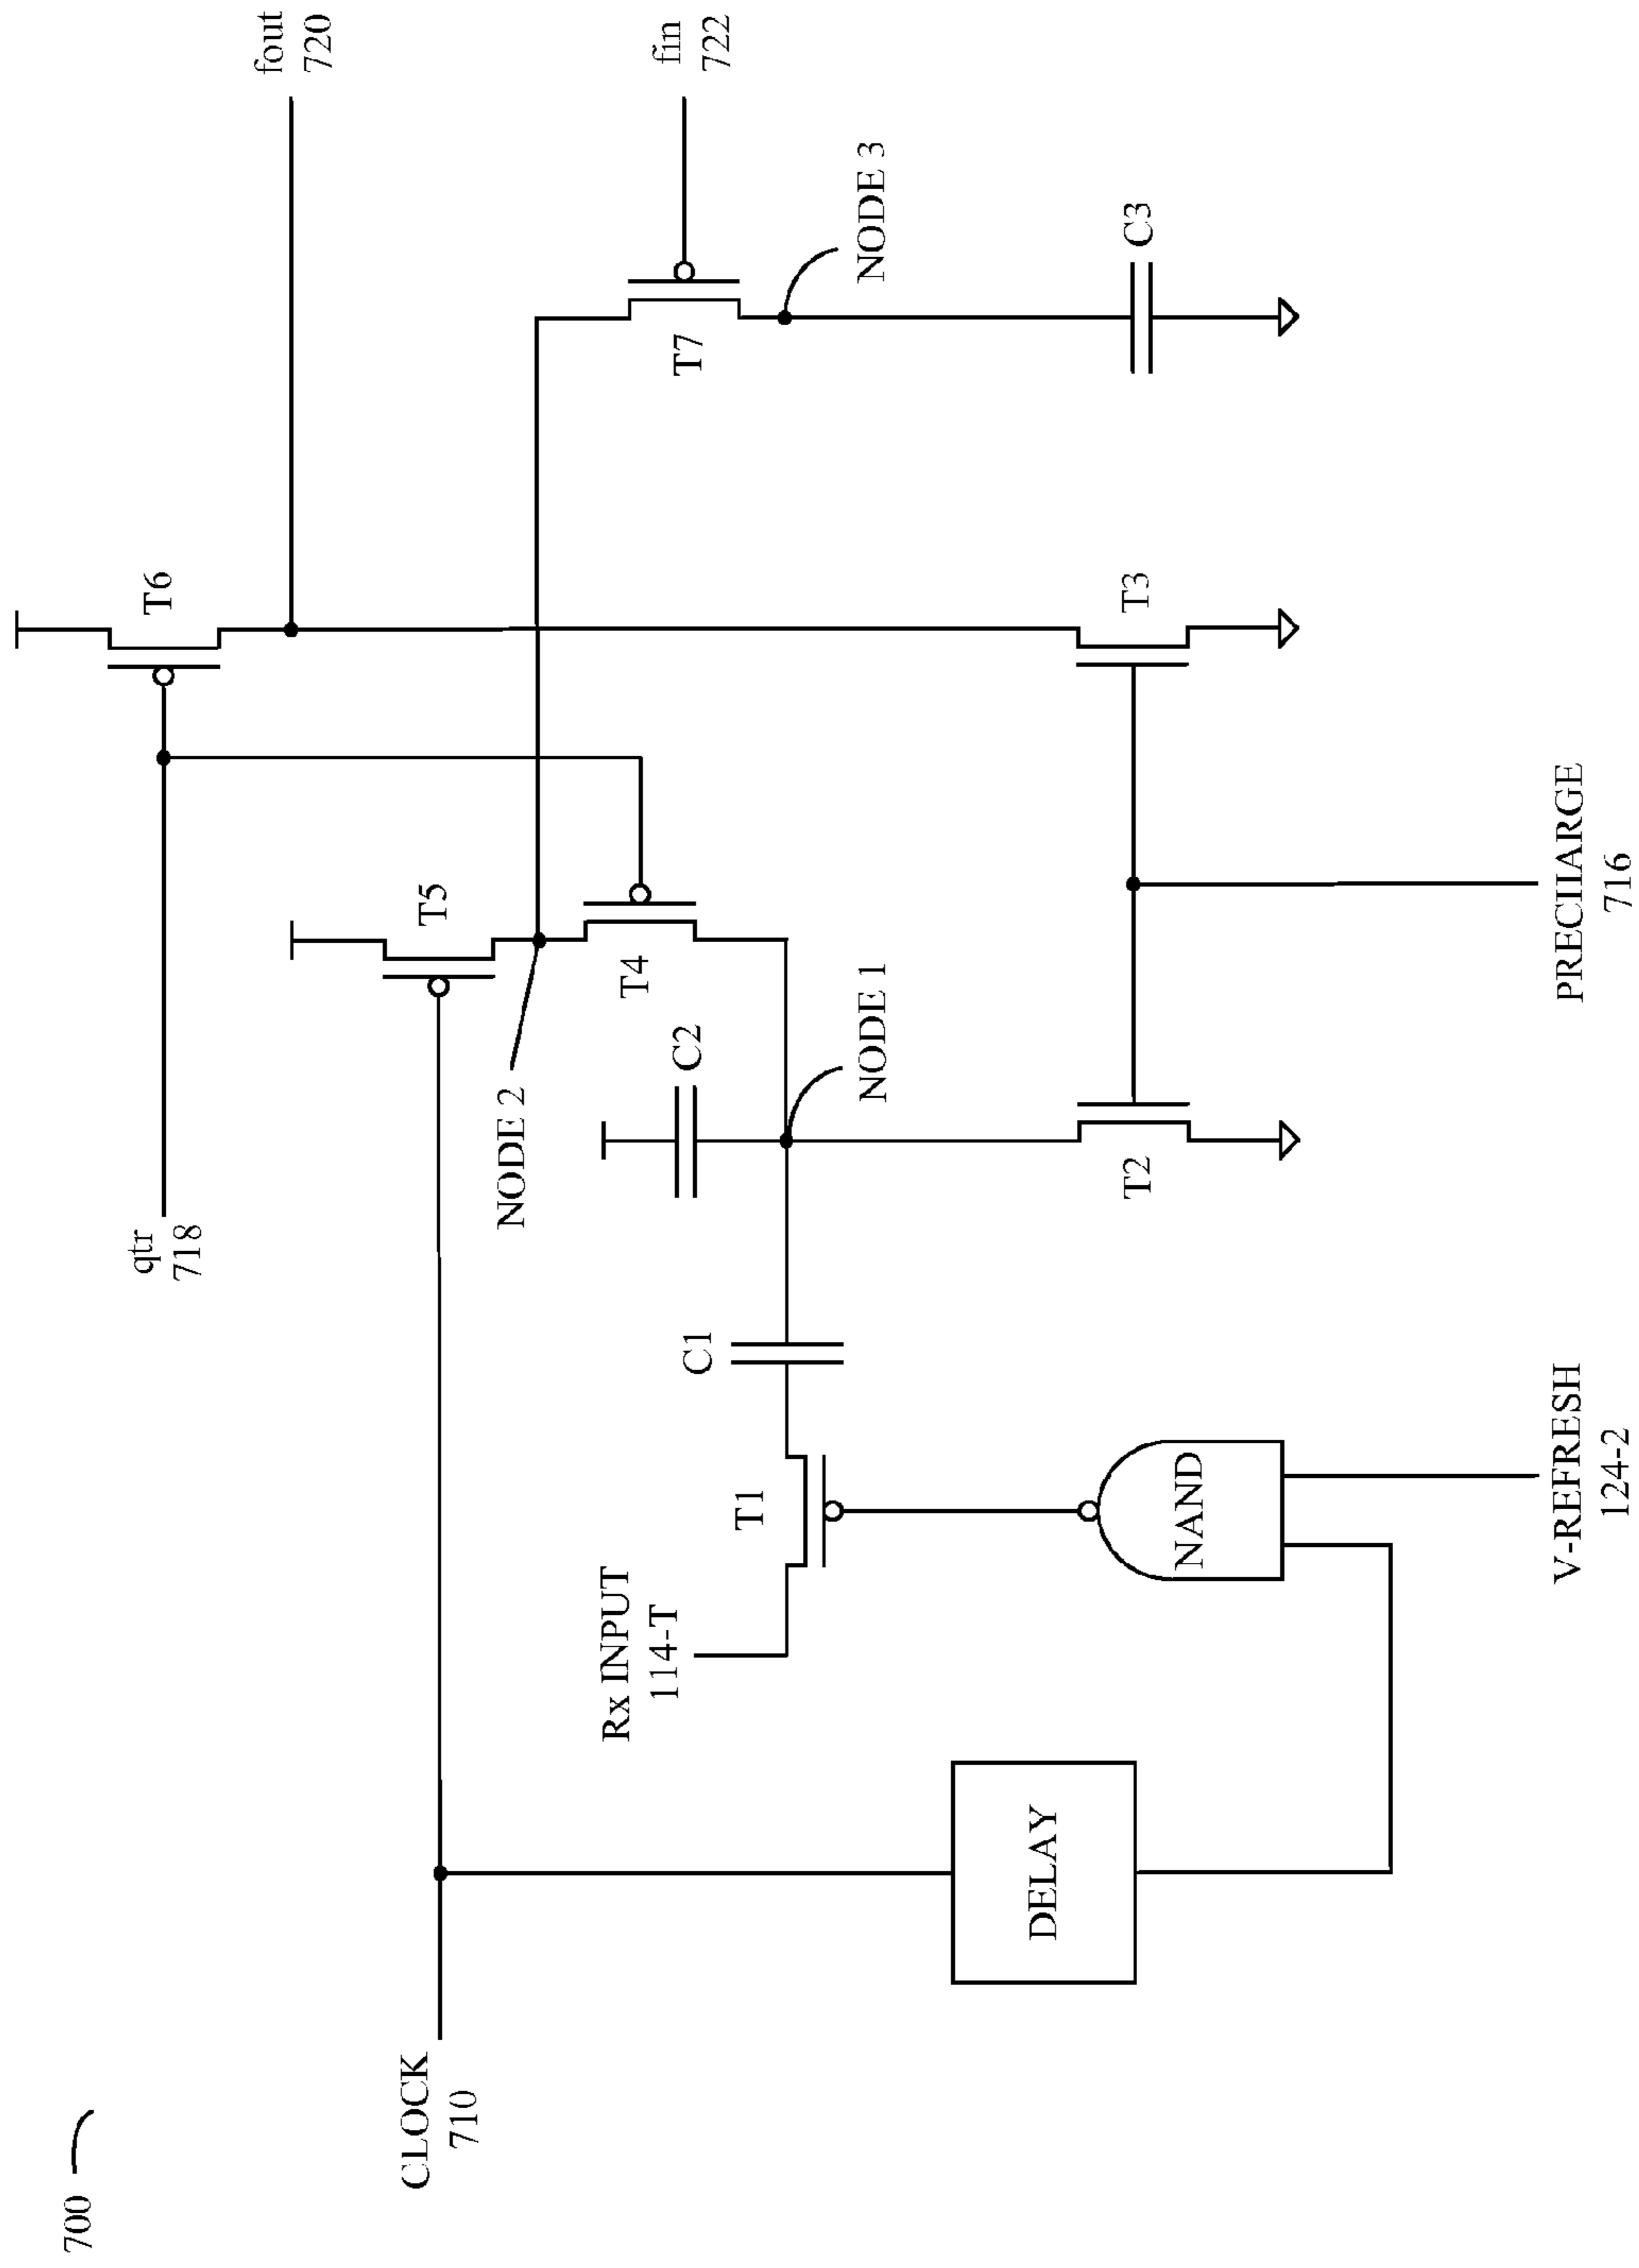 fout
720
fin
722
T6
qtr
718
T5
T7
NODE 3
T4
C2
NODE 2
NODE 1
C3
T3
T2
C1
T1
Rx INPUT
114-T
NAND
PRECHARGE
716
V-REFRESH
124-2
DELAY
CLOCK
710
700